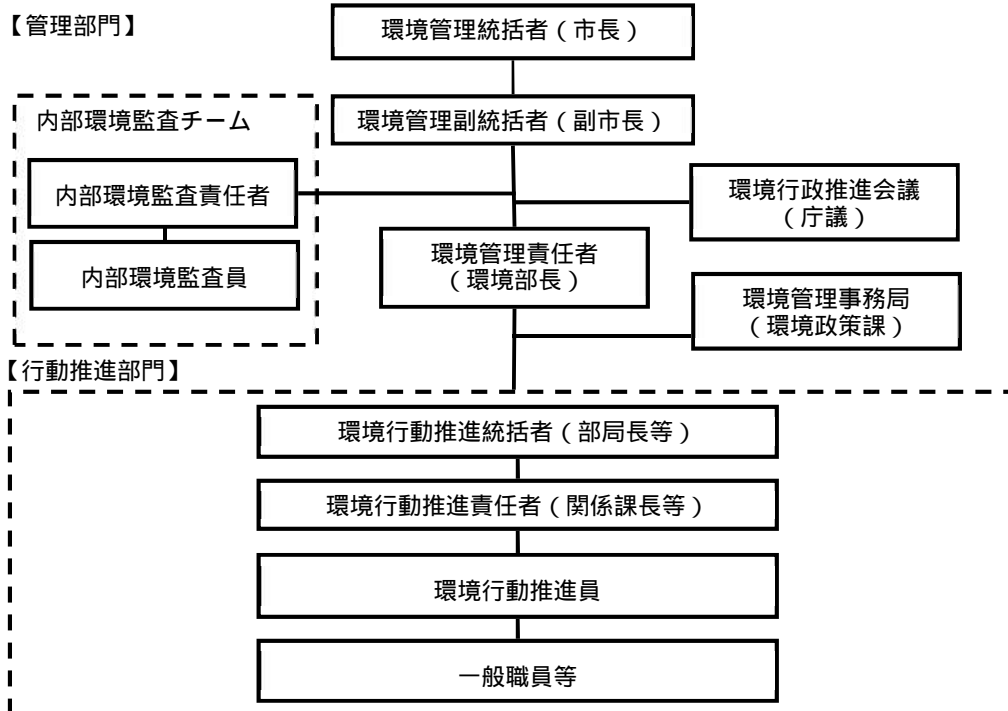 【管理部門】
環境管理統括者(市長)
環境管理副統括者(副市長)
内部環境監査チーム
内部環境監査責任者
内部環境監査員
環境行政推進会議
(庁議)
環境管理責任者
(環境部長)
環境管理事務局
(環境政策課)
【行動推進部門】
環境行動推進統括者(部局長等)
環境行動推進責任者(関係課長等)
環境行動推進員
一般職員等